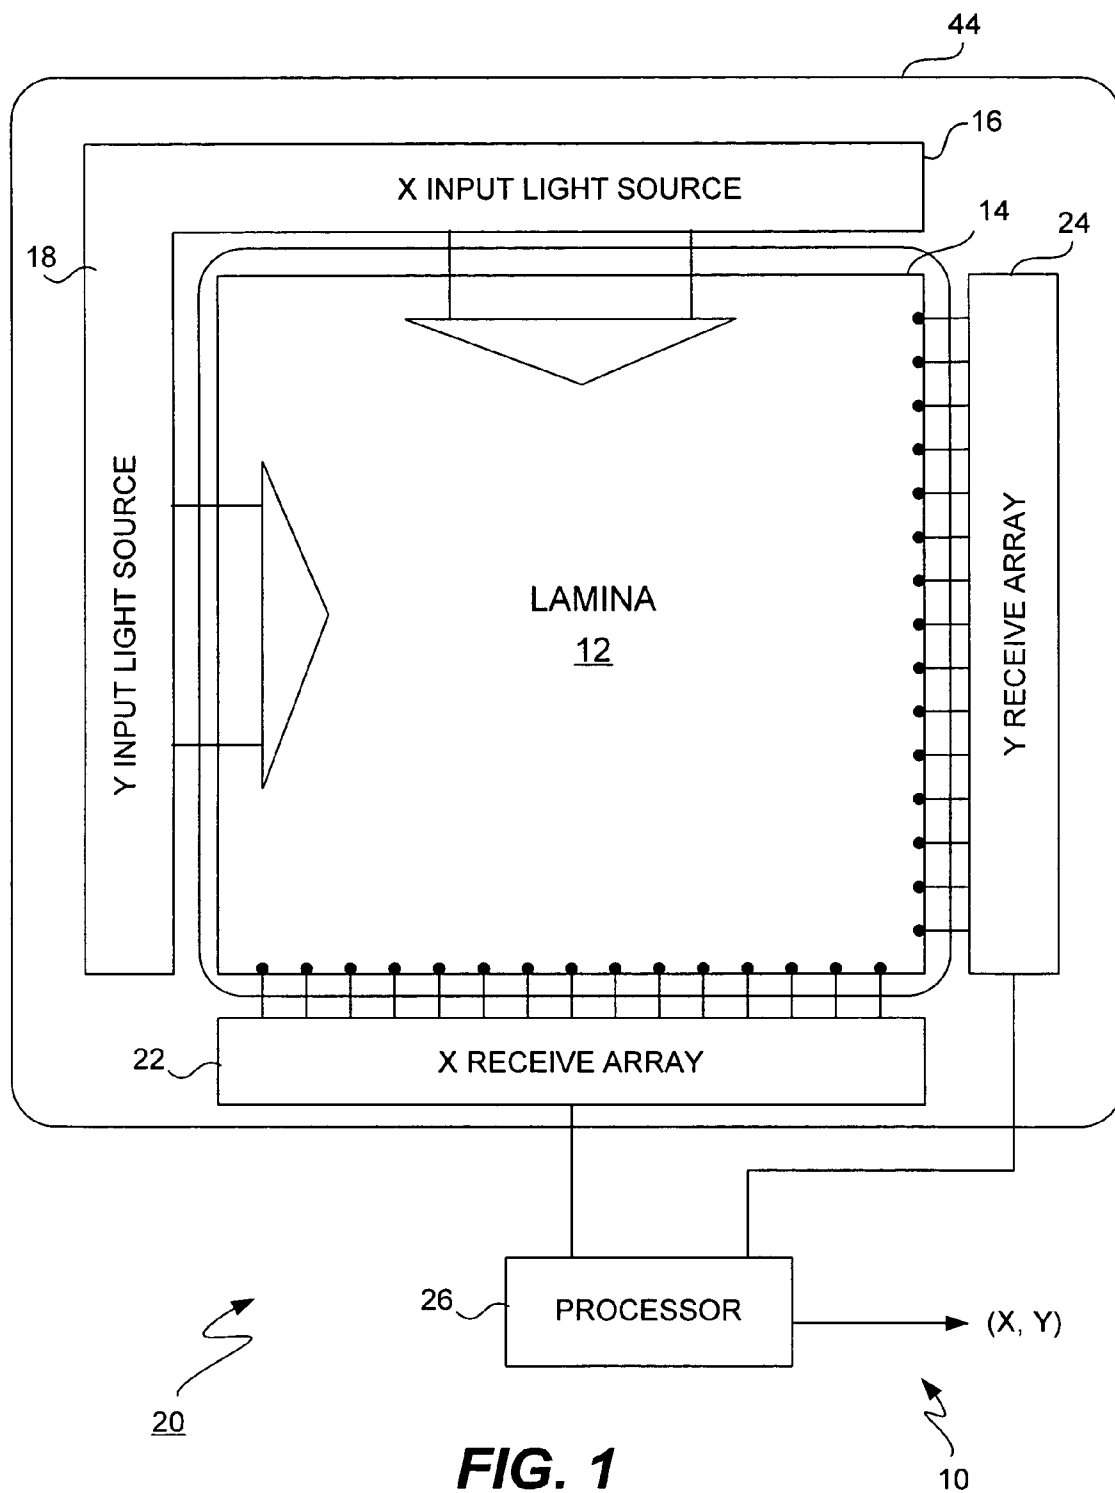 44
16
X INPUT LIGHT SOURCE
14
24
18
Y INPUT LIGHT SOURCE
LAMINA
12
Y RECEIVE ARRAY
22
X RECEIVE ARRAY
26
PROCESSOR
(X, Y)
20
10
FIG. 1